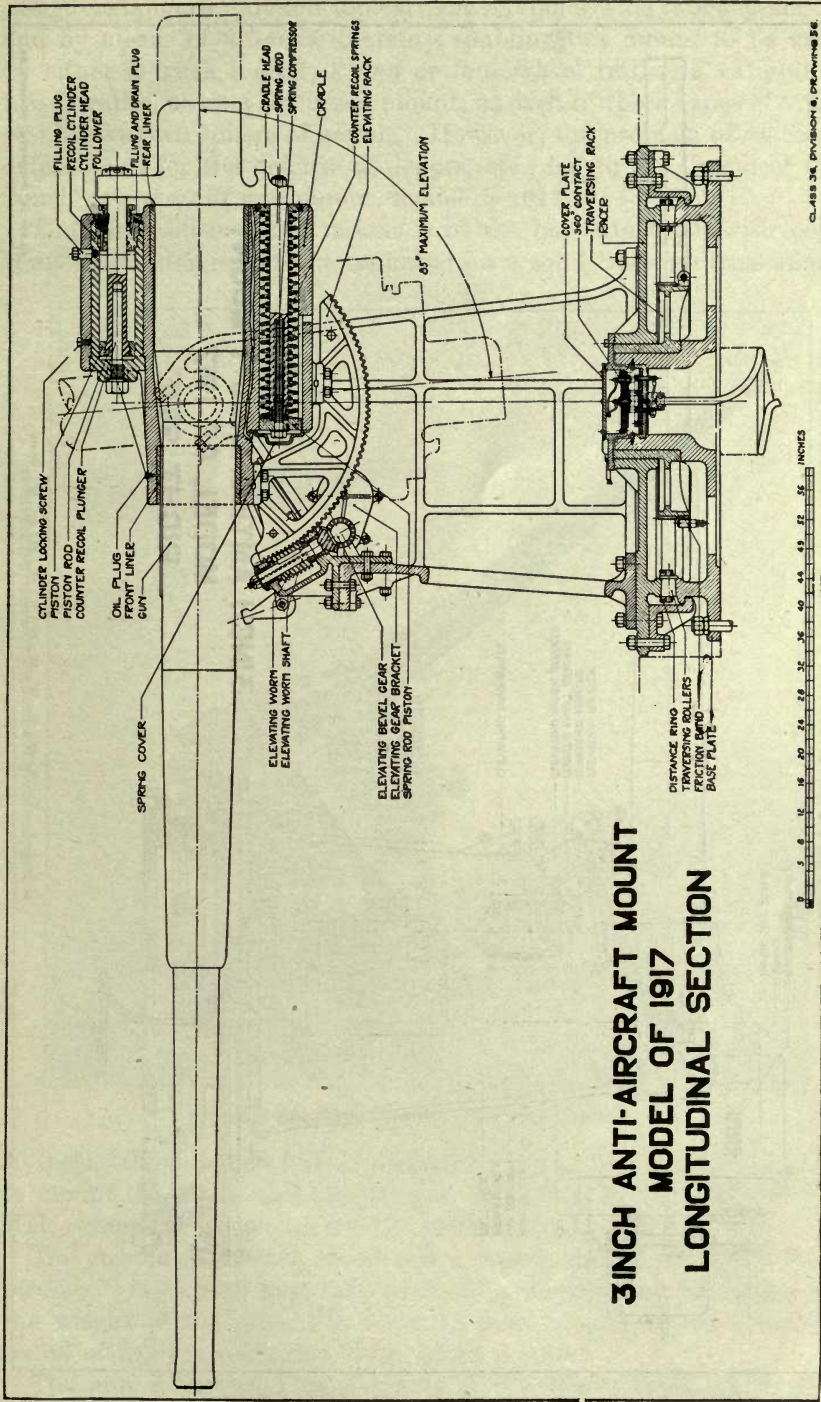 FILLING PLUG
RECOIL CYLINDER
CYLINDER HEAD
FOLLOWER
FILLING AND DRAIN PLUG
REAR LINER
CRADLE HEAD
SPRING ROD
SPRING COMPRESSOR
CRADLE
COUNTER RECOIL SPRINGS
ELEVATING RACK
85° MAXIMUM ELEVATION
COVER PLATE
360° CONTACT
TRAVERSING RACK
RACER
CYLINDER LOCKING SCREW
PISTON
PISTON ROD
COUNTER RECOIL PLUNGER
OIL PLUG
FRONT LINER
GUN
SPRING COVER
ELEVATING WORM
ELEVATING WORM SHAFT
ELEVATING BEVEL GEAR
ELEVATING GEAR BRACKET
SPRING ROD PISTON
DISTANCE RING
TRAVERSING ROLLERS
FRICTION BAND
BASE PLATE
3INCH ANTI-AIRCRAFT MOUNT
MODEL OF 1917
LONGITUDINAL SECTION
0 12 16 20 24 28 32 36 40 44 52 56 INCHES
CLASS 36, DIVISION 6, DRAWING 56.